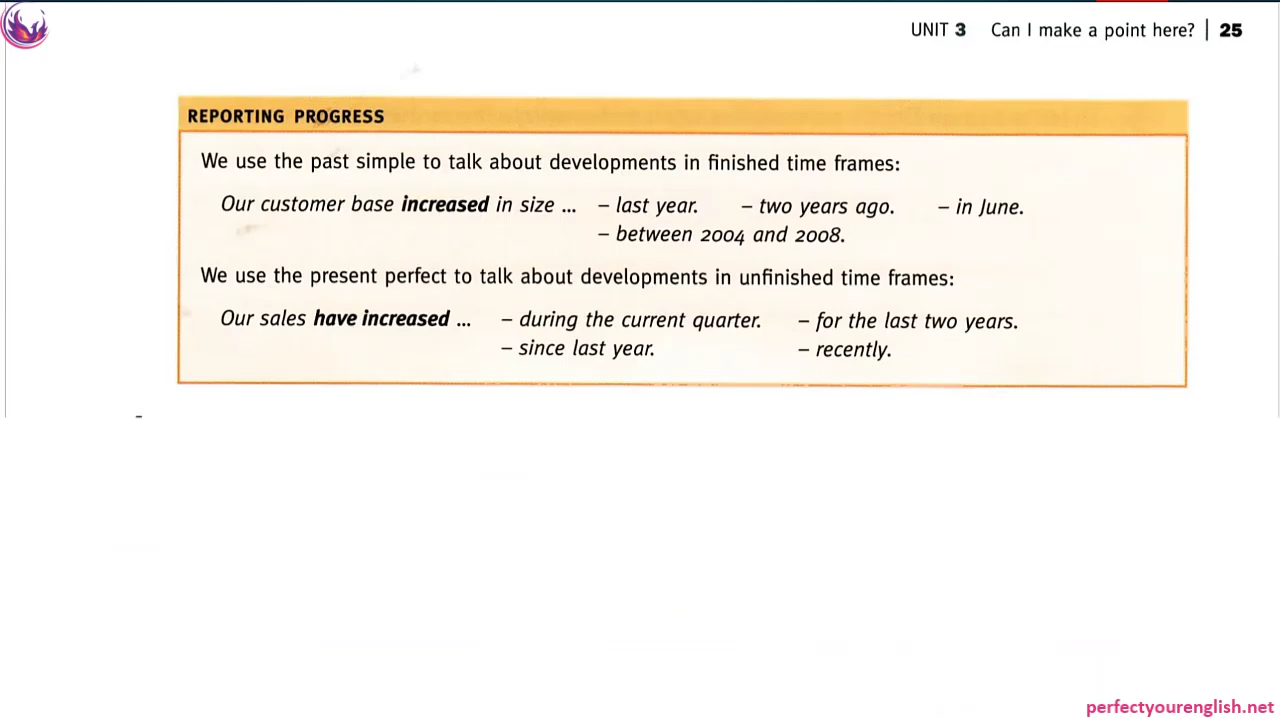 UNIT 3 Can I make a point here? | 25
REPORTING PROGRESS
We use the past simple to talk about developments in finished time frames:
Our customer base increased in size ... – last year. – two years ago. – in June.
– between 2004 and 2008.
We use the present perfect to talk about developments in unfinished time frames:
Our sales have increased ... – during the current quarter. – for the last two years.
– since last year. – recently.
perfectyourenglish.net